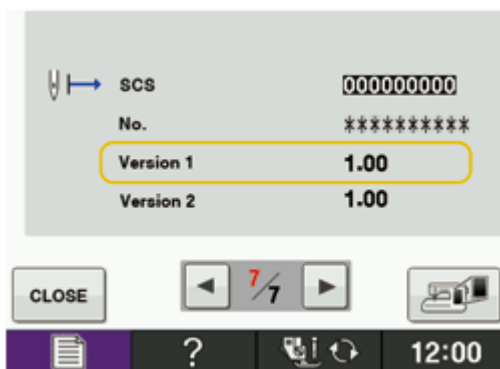 SCS 000000000
No. **********
Version 1 1.00
Version 2 1.00
CLOSE 7/7
? i 12:00